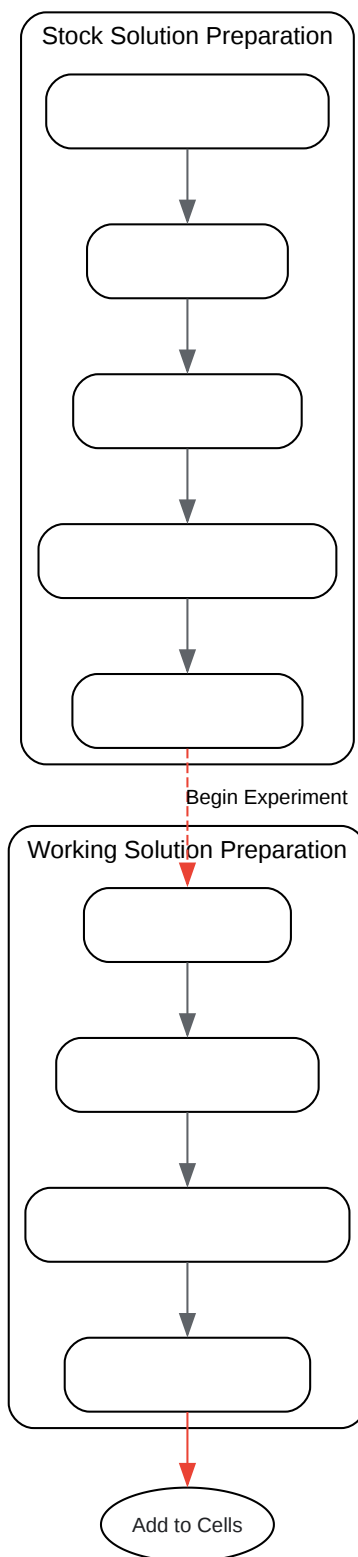 Stock Solution Preparation
Begin Experiment
Working Solution Preparation
Add to Cells